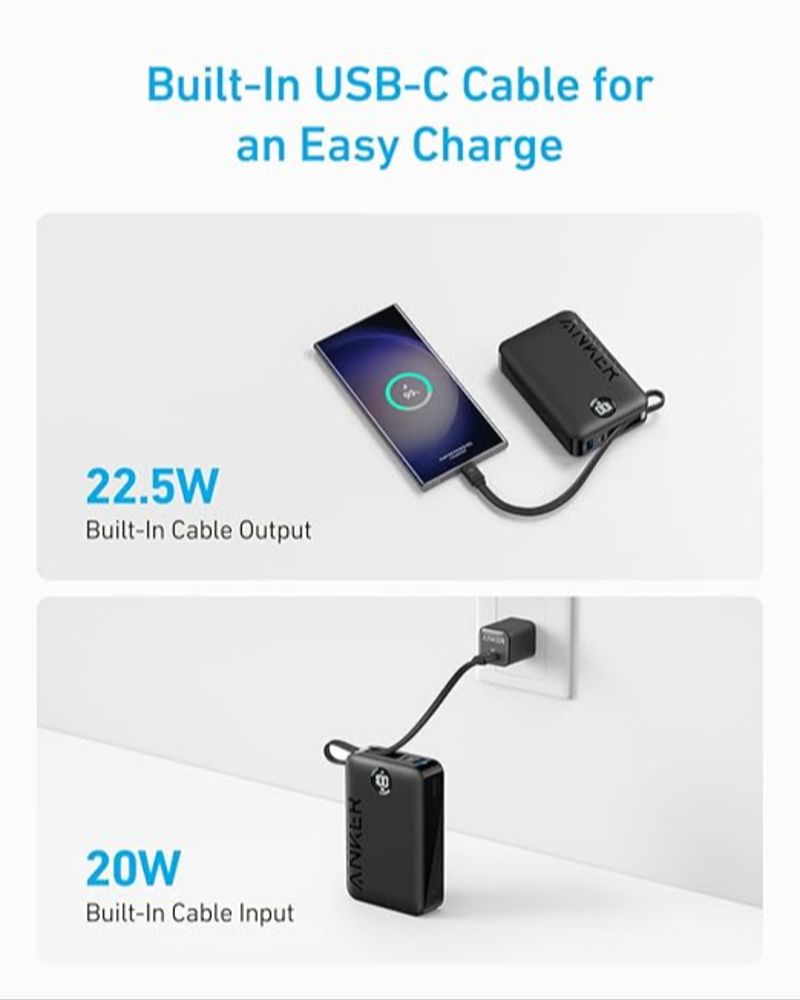 Built-In USB-C Cable for
an Easy Charge
ANKER
99%
22.5W
Built-In Cable Output
ANKER
ANKER
20W
Built-In Cable Input